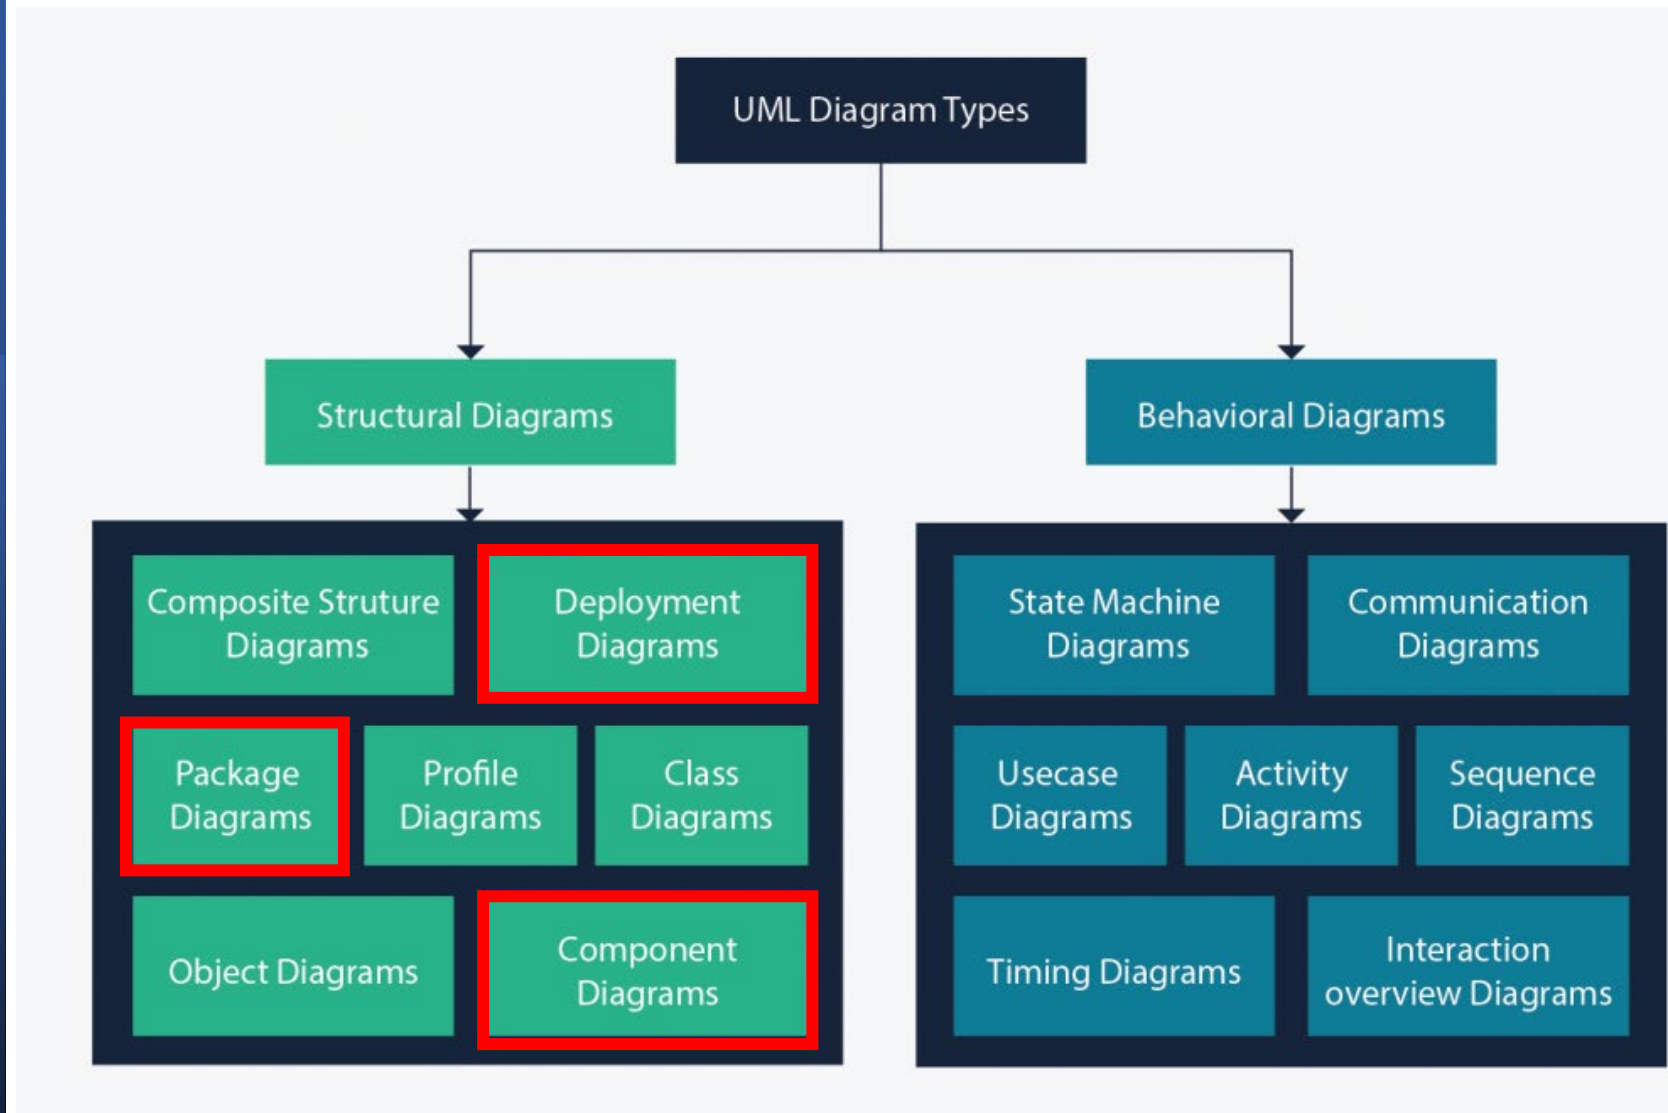 UML Diagram Types
Structural Diagrams
Behavioral Diagrams
Composite Struture
Diagrams
Deployment
Diagrams
Package
Diagrams
Profile
Diagrams
Class
Diagrams
Object Diagrams
Component
Diagrams
State Machine
Diagrams
Communication
Diagrams
Usecase
Diagrams
Activity
Diagrams
Sequence
Diagrams
Timing Diagrams
Interaction
overview Diagrams